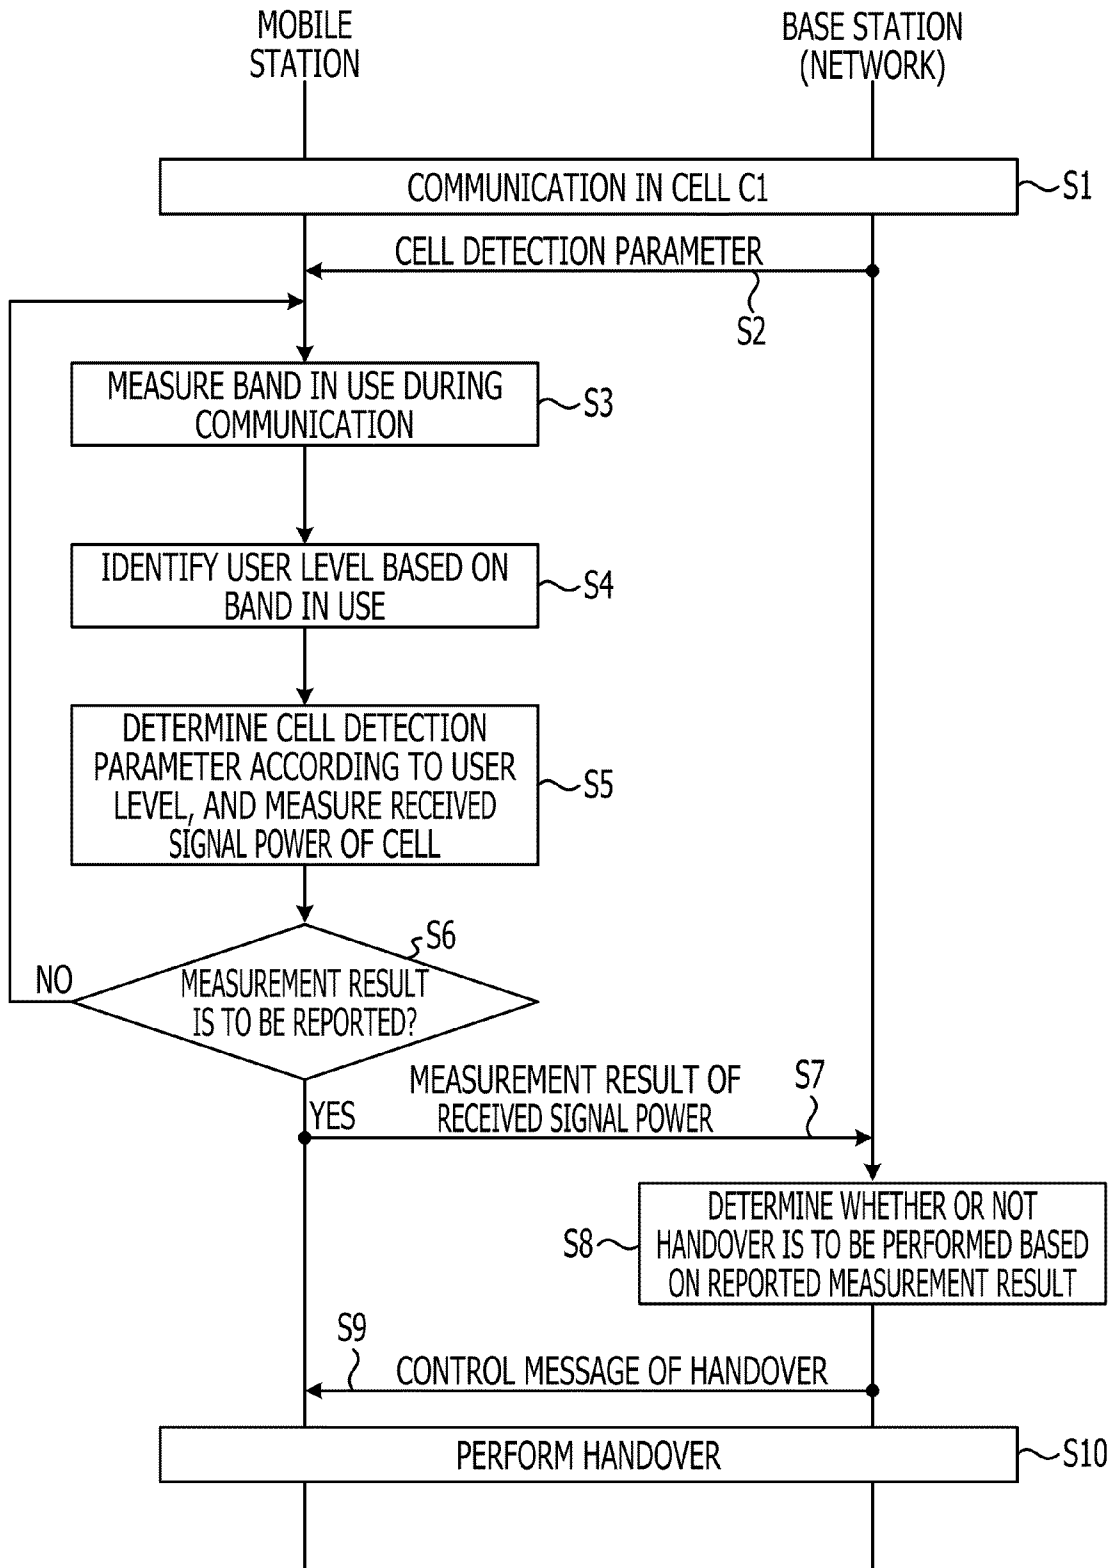 MOBILE
STATION
BASE STATION
(NETWORK)
COMMUNICATION IN CELL C1
S1
CELL DETECTION PARAMETER
S2
MEASURE BAND IN USE DURING
COMMUNICATION
S3
IDENTIFY USER LEVEL BASED ON
BAND IN USE
S4
DETERMINE CELL DETECTION
PARAMETER ACCORDING TO USER
LEVEL, AND MEASURE RECEIVED
SIGNAL POWER OF CELL
S5
S6
NO
MEASUREMENT RESULT
IS TO BE REPORTED?
YES
MEASUREMENT RESULT OF
RECEIVED SIGNAL POWER
S7
DETERMINE WHETHER OR NOT
HANDOVER IS TO BE PERFORMED BASED
ON REPORTED MEASUREMENT RESULT
S8
S9
CONTROL MESSAGE OF HANDOVER
PERFORM HANDOVER
S10